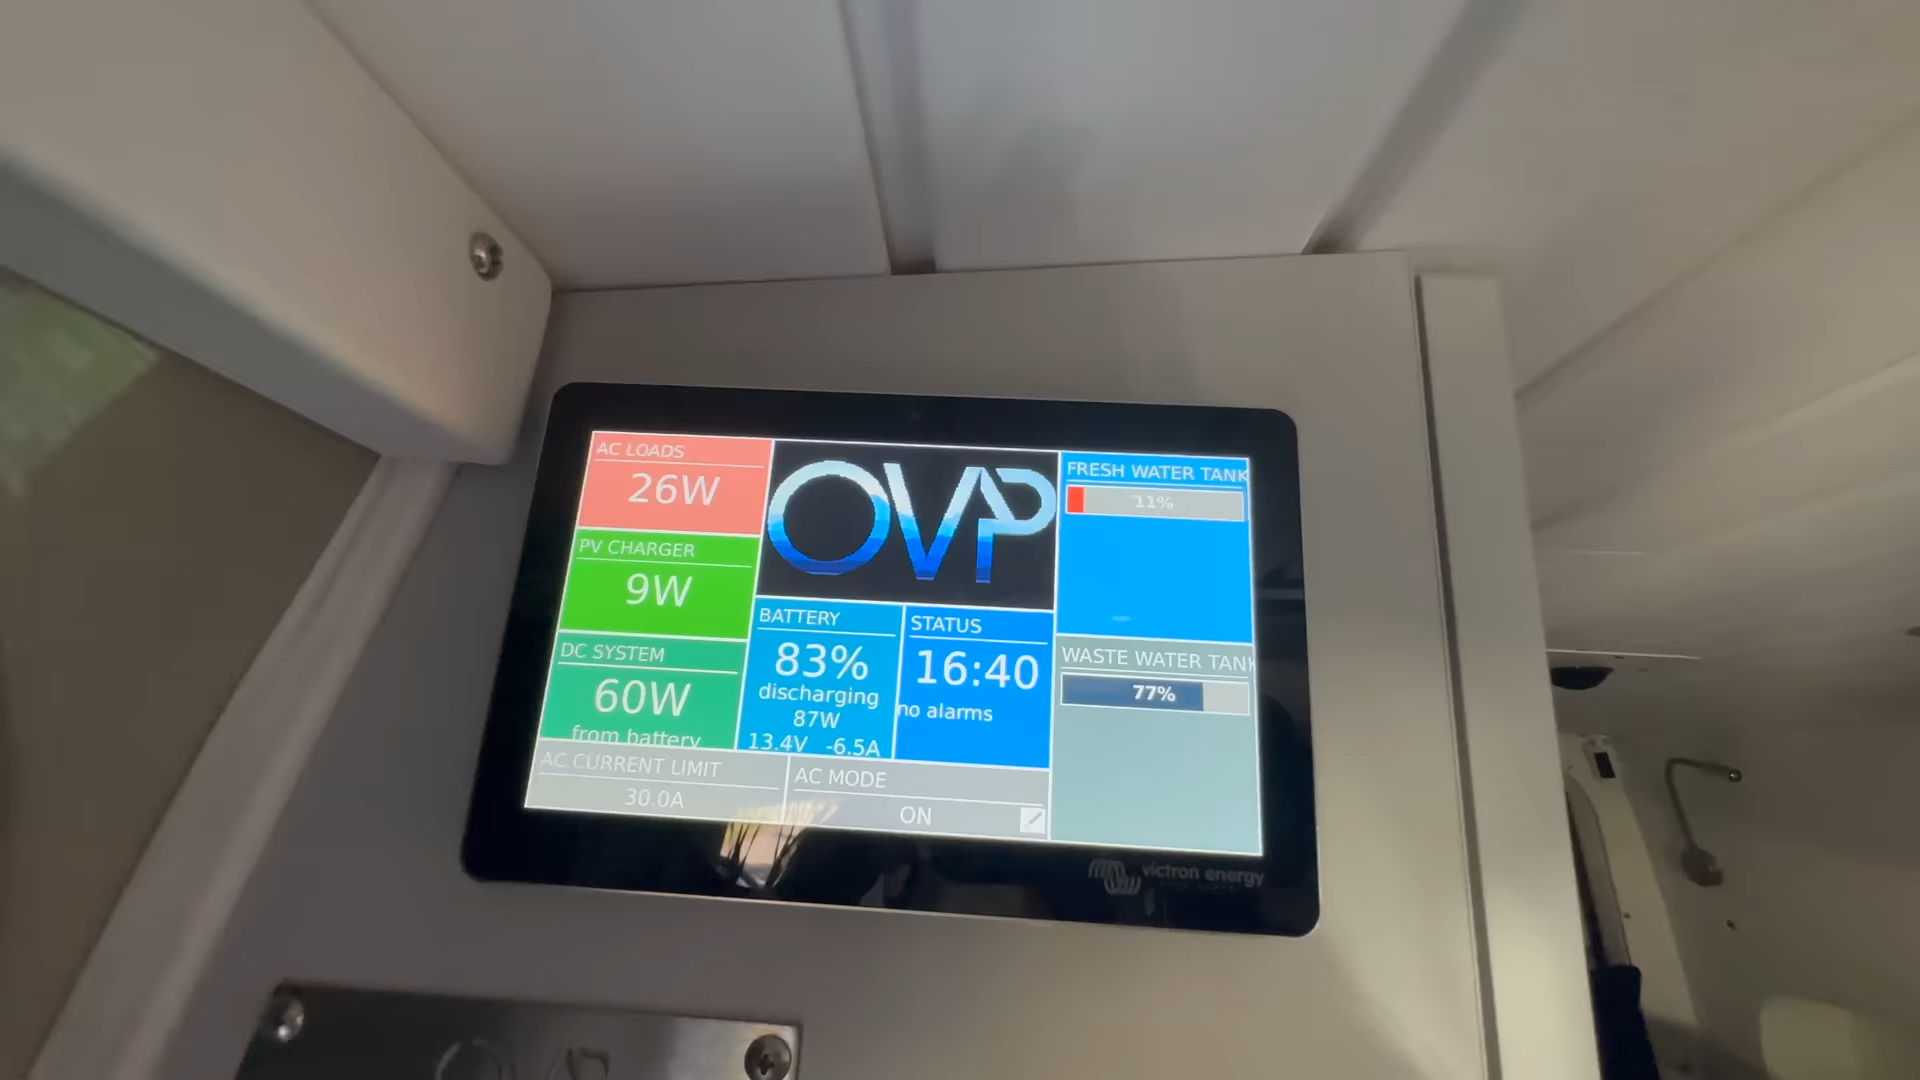 AC LOADS
26W
PV CHARGER
9W
DC SYSTEM
60W
from battery
OVP
BATTERY
83%
discharging
87W
13.4V -6.5A
STATUS
16:40
no alarms
FRESH WATER TANK
11%
WASTE WATER TANK
77%
AC CURRENT LIMIT
30.0A
AC MODE
ON
victron energy